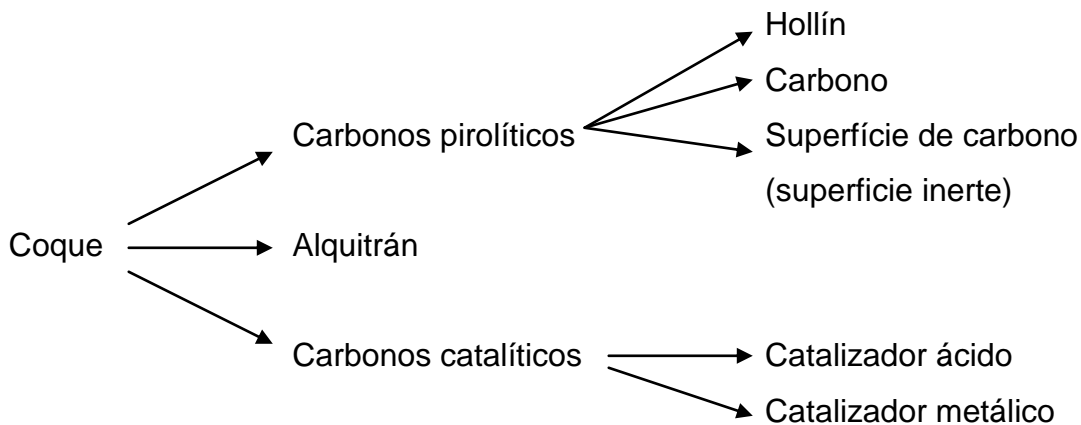 Hollín
Carbono
Carbonos pirolíticos
Superfície de carbono
(superficie inerte)
Coque
Alquitrán
Carbonos catalíticos
Catalizador ácido
Catalizador metálico